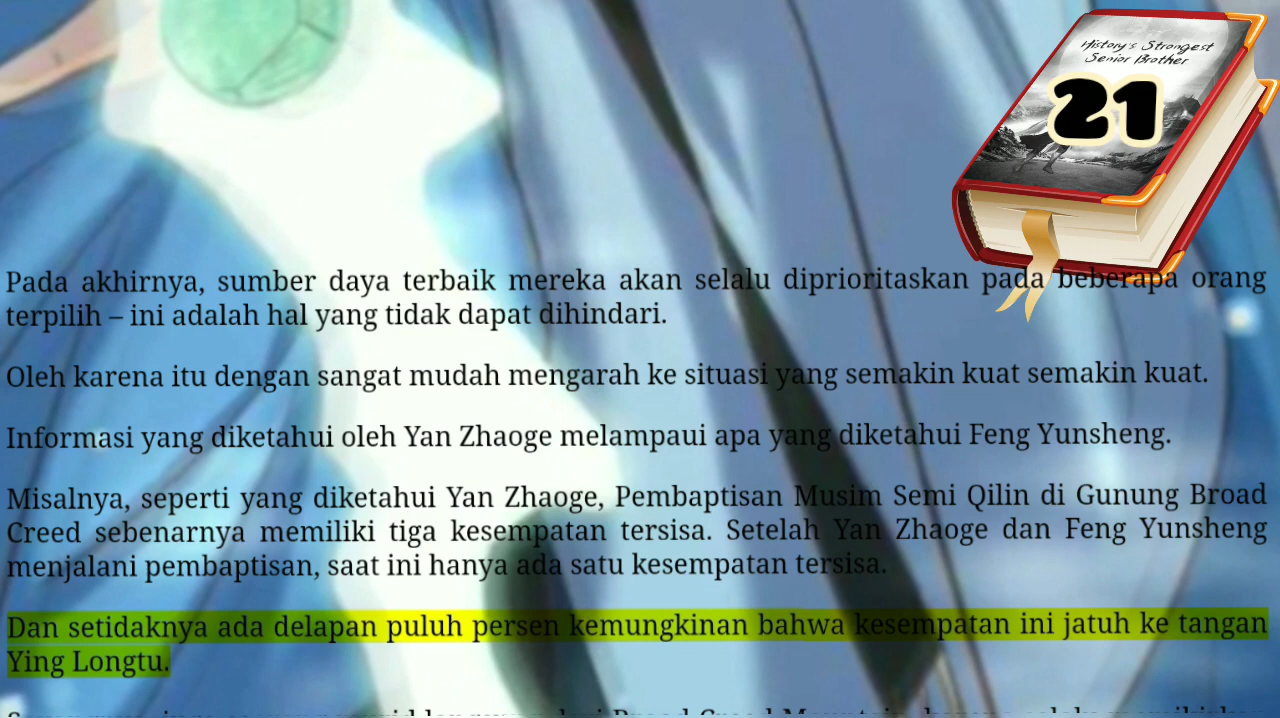 History's Strongest
Senior Brother
21
Pada akhirnya, sumber daya terbaik mereka akan selalu diprioritaskan pada beberapa orang
terpilih – ini adalah hal yang tidak dapat dihindari.
Oleh karena itu dengan sangat mudah mengarah ke situasi yang semakin kuat semakin kuat.
Informasi yang diketahui oleh Yan Zhaoge melampaui apa yang diketahui Feng Yunsheng.
Misalnya, seperti yang diketahui Yan Zhaoge, Pembaptisan Musim Semi Qilin di Gunung Broad
Creed sebenarnya memiliki tiga kesempatan tersisa. Setelah Yan Zhaoge dan Feng Yunsheng
menjalani pembaptisan, saat ini hanya ada satu kesempatan tersisa.
Dan setidaknya ada delapan puluh persen kemungkinan bahwa kesempatan ini jatuh ke tangan
Ying Longtu.